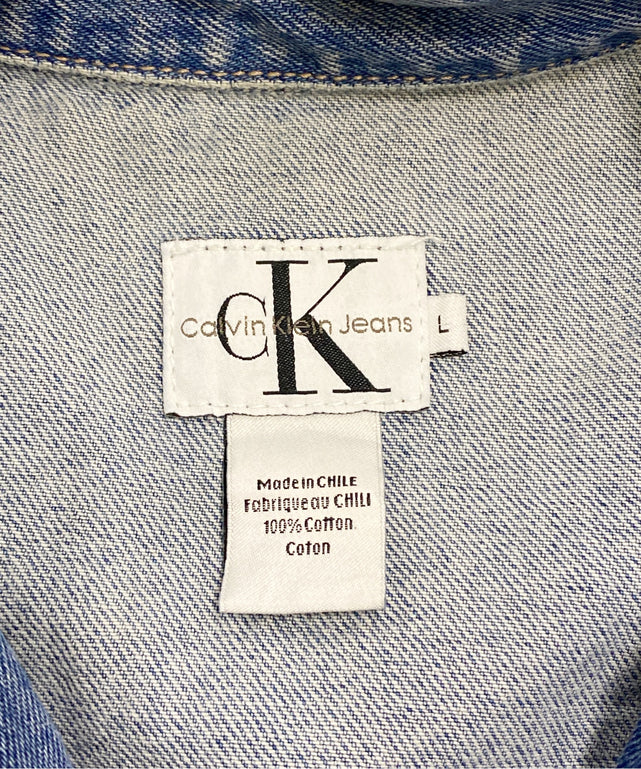 CK
Calvin Klein Jeans
L
Made in CHILE
Fabrique au CHILI
100% Cotton
Coton